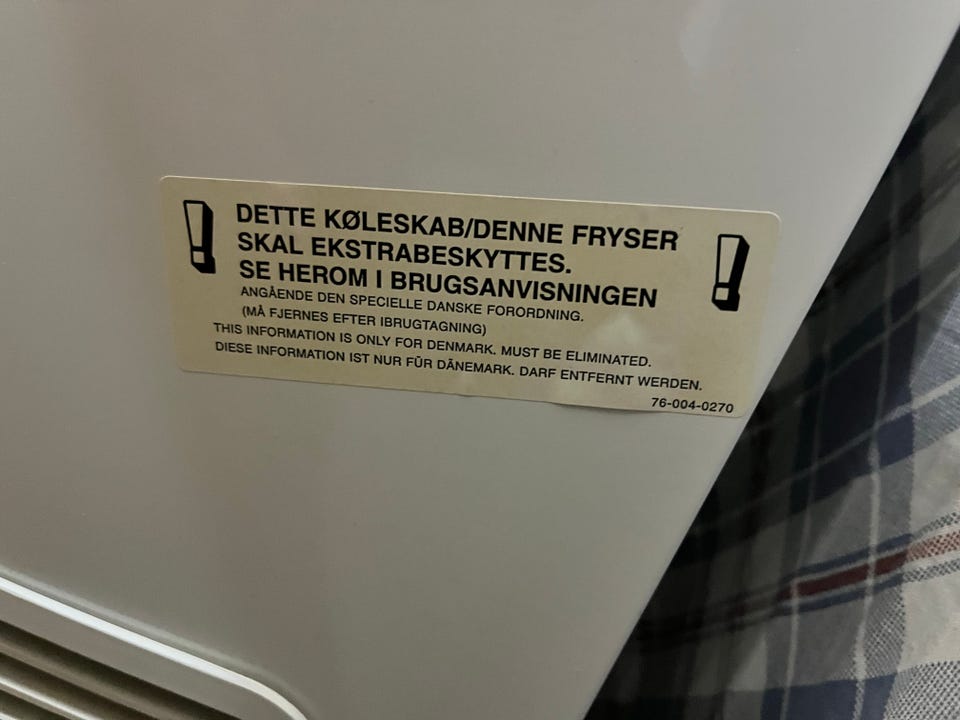 DETTE KØLESKAB/DENNE FRYSER
SKAL EKSTRABESKYTTES.
SE HEROM I BRUGSANVISNINGEN
ANGÅENDE DEN SPECIELLE DANSKE FORORDNING.
(MÅ FJERNES EFTER IBRUGTAGNING)
THIS INFORMATION IS ONLY FOR DENMARK. MUST BE ELIMINATED.
DIESE INFORMATION IST NUR FÜR DÄNEMARK. DARF ENTFERNT WERDEN.
76-004-0270